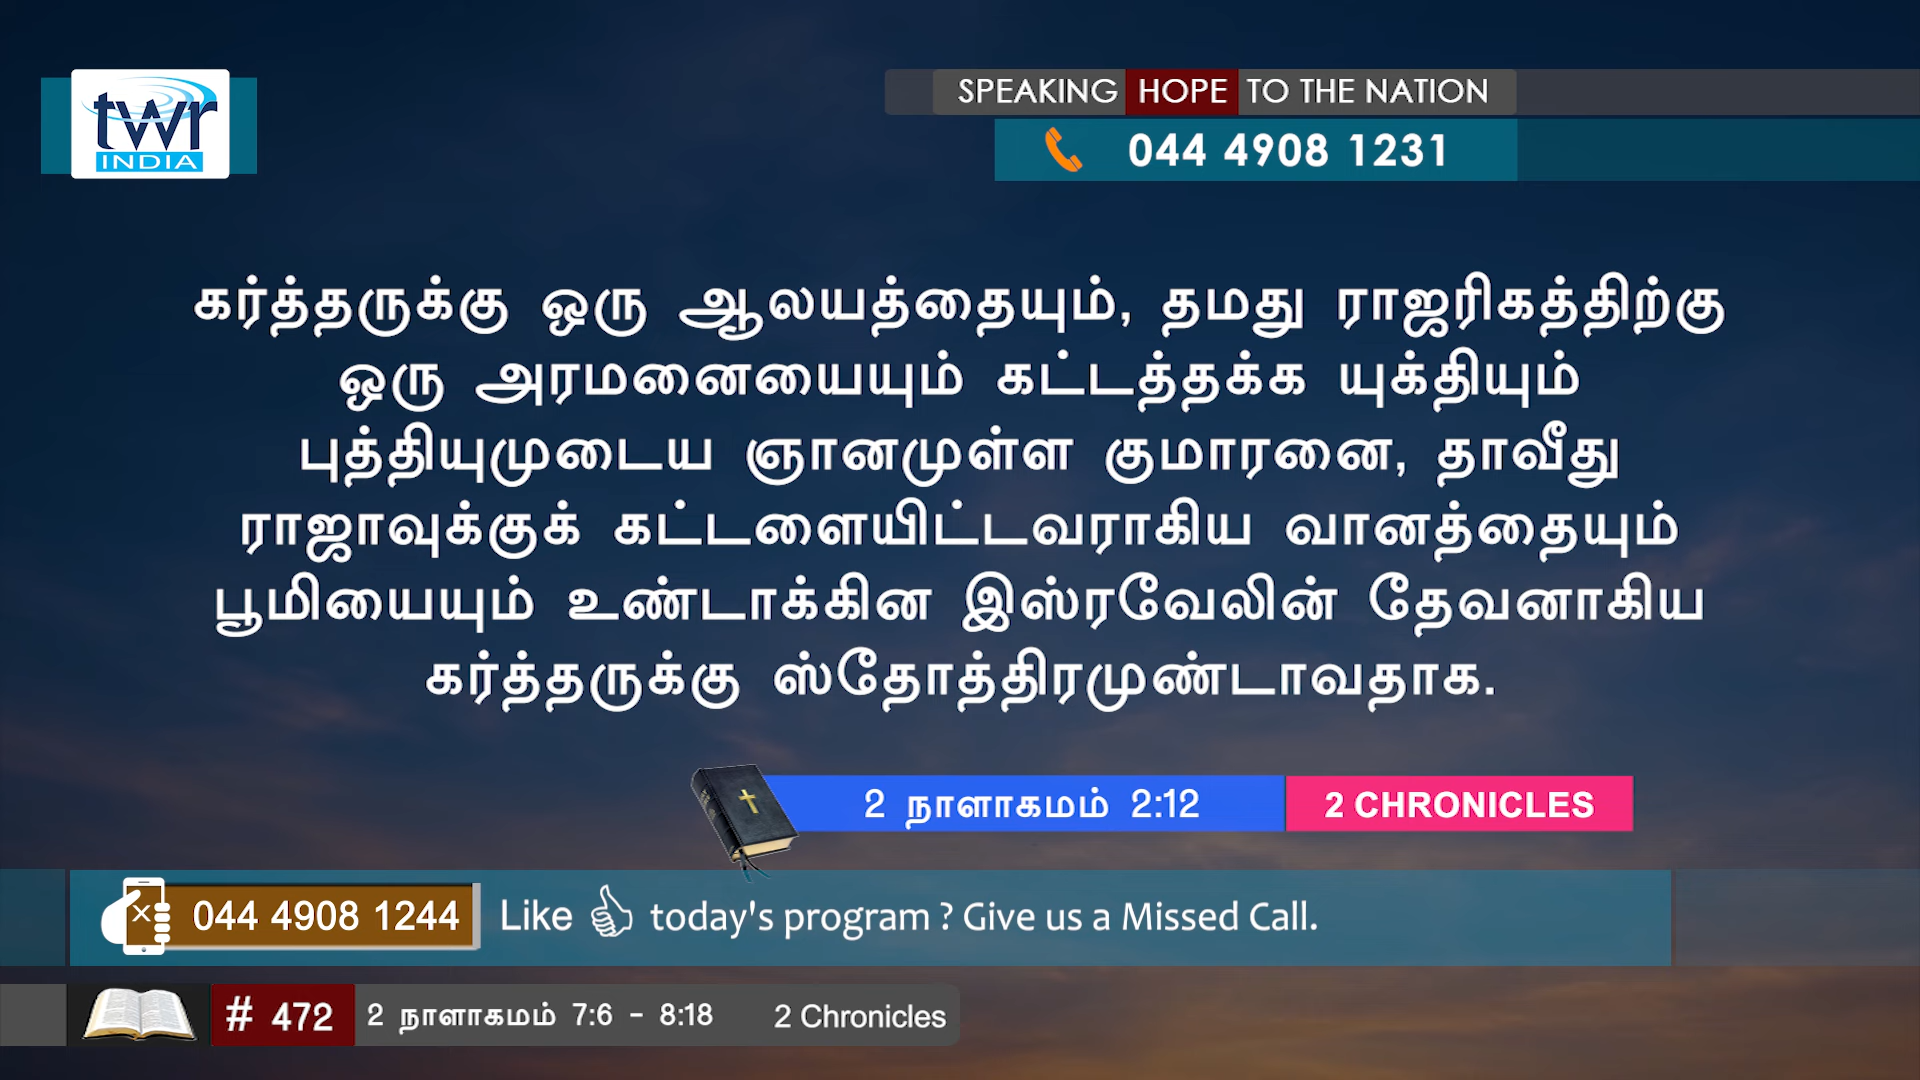 twr
INDIA
SPEAKING HOPE TO THE NATION
044 4908 1231
கர்த்தருக்கு ஒரு ஆலயத்தையும், தமது ராஜரிகத்திற்கு
ஒரு அரமனையையும் கட்டத்தக்க யுக்தியும்
புத்தியுமுடைய ஞானமுள்ள குமாரனை, தாவீது
ராஜாவுக்குக் கட்டளையிட்டவராகிய வானத்தையும்
பூமியையும் உண்டாக்கின இஸ்ரவேலின் தேவனாகிய
கர்த்தருக்கு ஸ்தோத்திரமுண்டாவதாக.
2 நாளாகமம் 2:12 2 CHRONICLES
044 4908 1244 Like today's program ? Give us a Missed Call.
# 472 2 நாளாகமம் 7:6 - 8:18 2 Chronicles